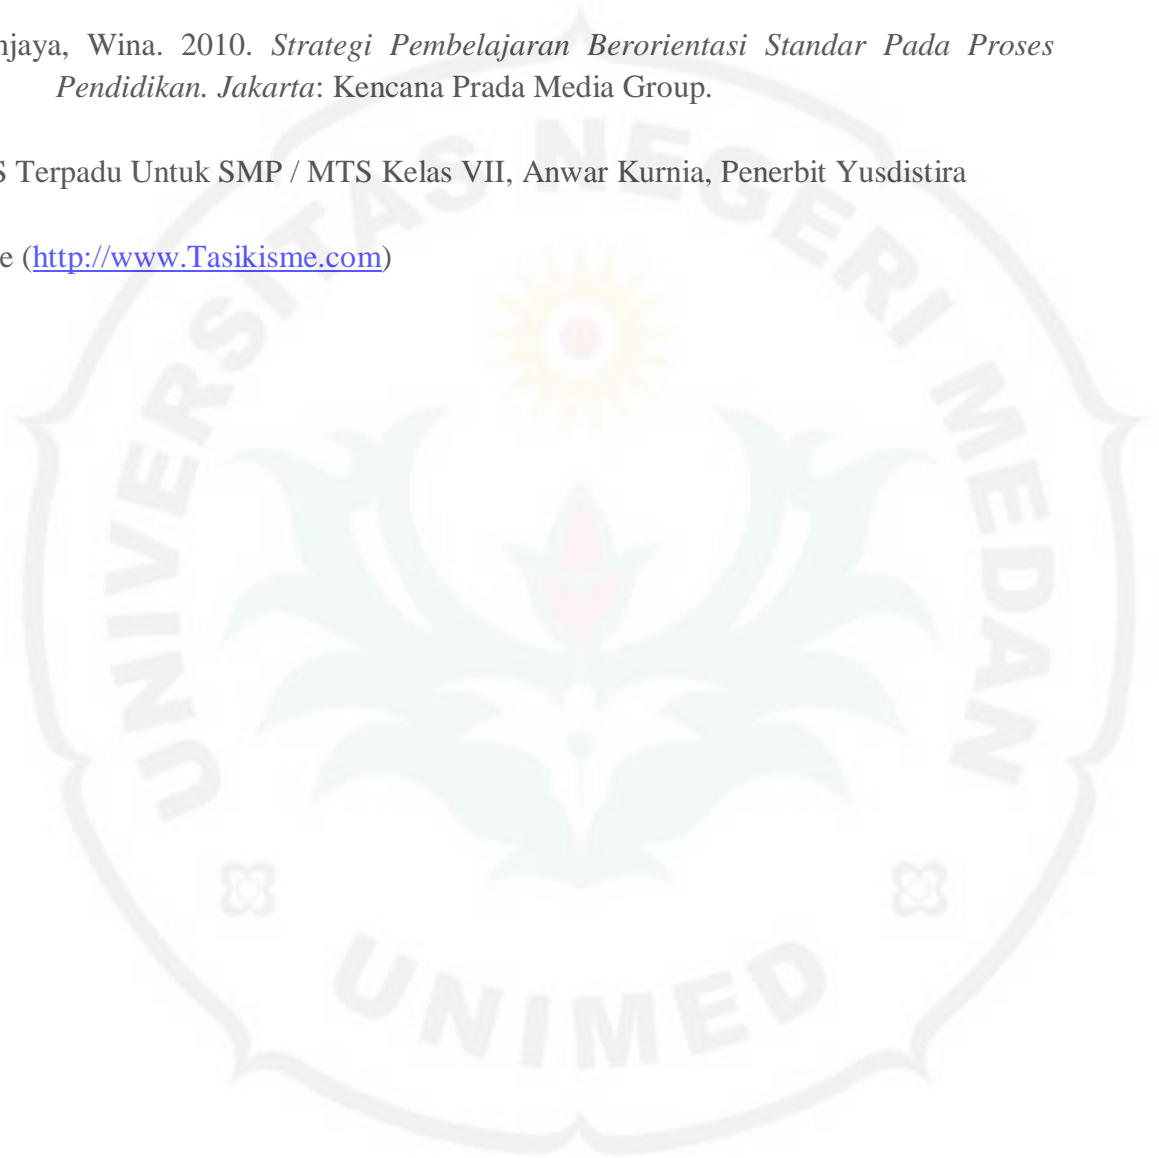 njaya, Wina. 2010. Strategi Pembelajaran Berorientasi Standar Pada Proses
Pendidikan. Jakarta: Kencana Prada Media Group.
S Terpadu Untuk SMP / MTS Kelas VII, Anwar Kurnia, Penerbit Yusdistira
e (http://www.Tasikisme.com)
UNIVERSITAS NEGERI MEDAN
UNIMED